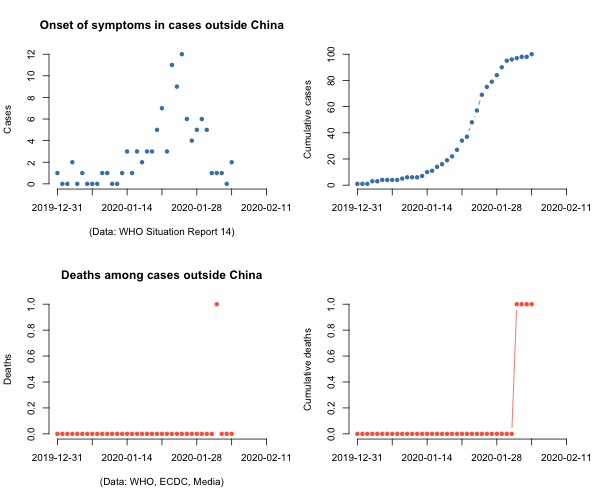 Onset of symptoms in cases outside China
Cases
0 2 4 6 8 10 12
2019-12-31 2020-01-14 2020-01-28 2020-02-11
(Data: WHO Situation Report 14)
Cumulative cases
0 20 40 60 80 100
2019-12-31 2020-01-14 2020-01-28 2020-02-11
Deaths among cases outside China
Deaths
0.0 0.2 0.4 0.6 0.8 1.0
2019-12-31 2020-01-14 2020-01-28 2020-02-11
(Data: WHO, ECDC, Media)
Cumulative deaths
0.0 0.2 0.4 0.6 0.8 1.0
2019-12-31 2020-01-14 2020-01-28 2020-02-11